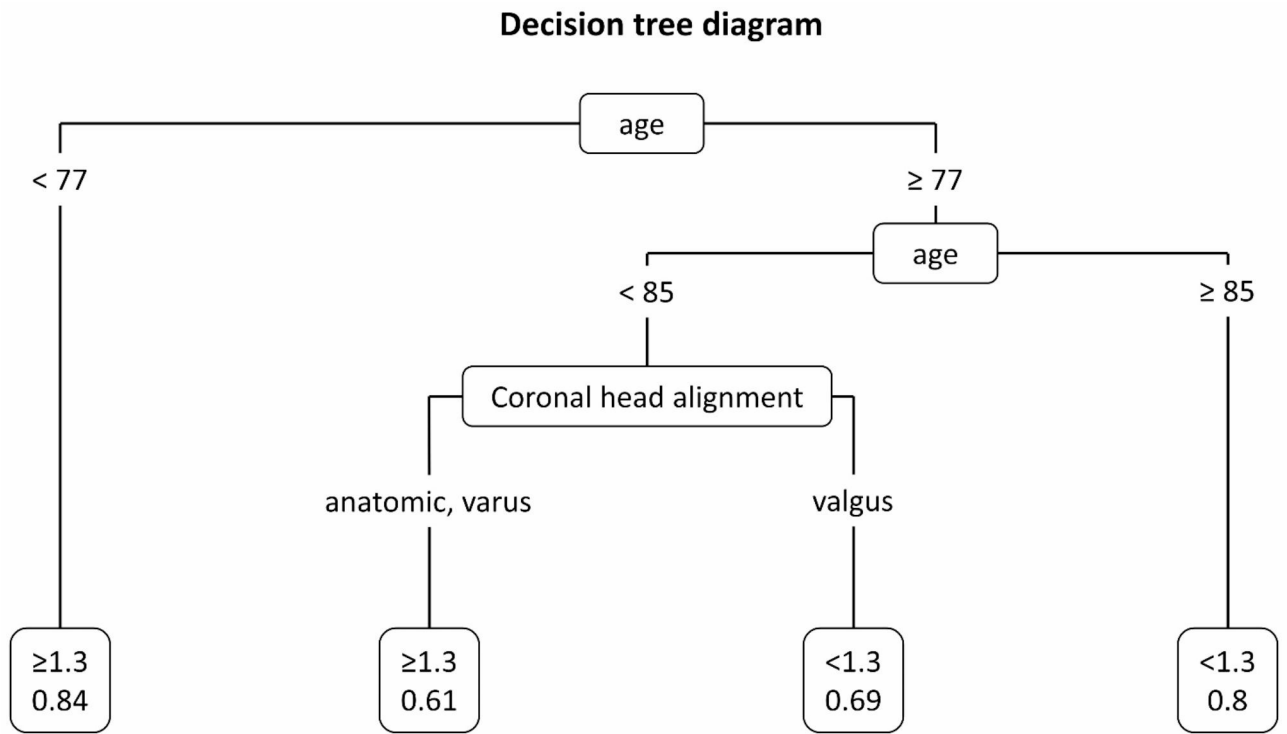 Decision tree diagram
age
< 77
≥ 77
age
< 85
≥ 85
Coronal head alignment
anatomic, varus
valgus
≥1.3
0.84
≥1.3
0.61
<1.3
0.69
<1.3
0.8